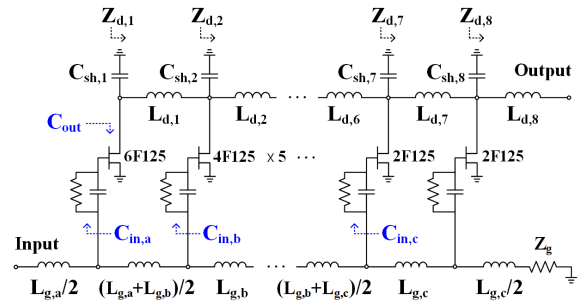 Z_d,1 Z_d,2 Z_d,7 Z_d,8
C_sh,1 C_sh,2 C_sh,7 C_sh,8 Output
L_d,1 L_d,2 ... L_d,6 L_d,7 L_d,8
C_out
6F125 4F125 x 5 ... 2F125 2F125
C_in,a C_in,b C_in,c
Input Z_g
L_g,a/2 (L_g,a+L_g,b)/2 L_g,b ... (L_g,b+L_g,c)/2 L_g,c L_g,c/2